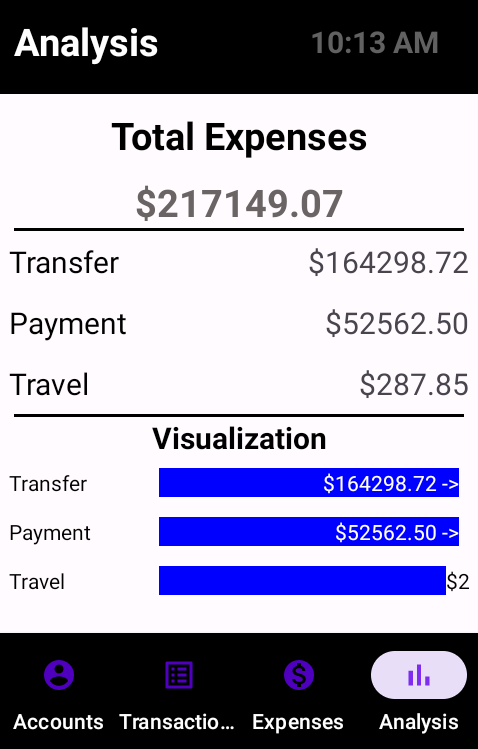 Analysis 10:13 AM
Total Expenses
$217149.07
Transfer $164298.72
Payment $52562.50
Travel $287.85
Visualization
Transfer $164298.72 ->
Payment $52562.50 ->
Travel $2
Accounts Transactio... Expenses Analysis